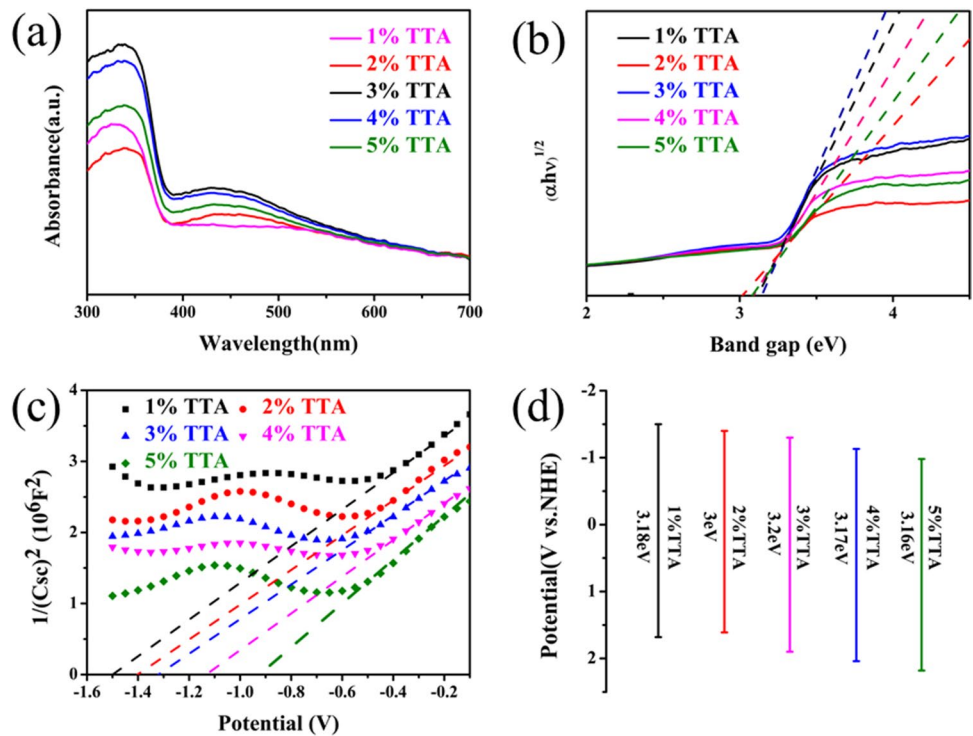 (a)
1% TTA
2% TTA
3% TTA
4% TTA
5% TTA
Absorbance(a.u.)
300 400 500 600 700
Wavelength(nm)
(b)
1% TTA
2% TTA
3% TTA
4% TTA
5% TTA
(αhν)1/2
2 3 4
Band gap (eV)
(c)
1% TTA 2% TTA
3% TTA 4% TTA
5% TTA
1/(Csc)2 (106F2)
4
3
2
1
0
-1.6 -1.4 -1.2 -1.0 -0.8 -0.6 -0.4 -0.2
Potential (V)
(d)
Potential(V vs.NHE)
-2
-1
0
1
2
3.18eV
1%TTA
3eV
2%TTA
3.2eV
3%TTA
3.17eV
4%TTA
3.16eV
5%TTA